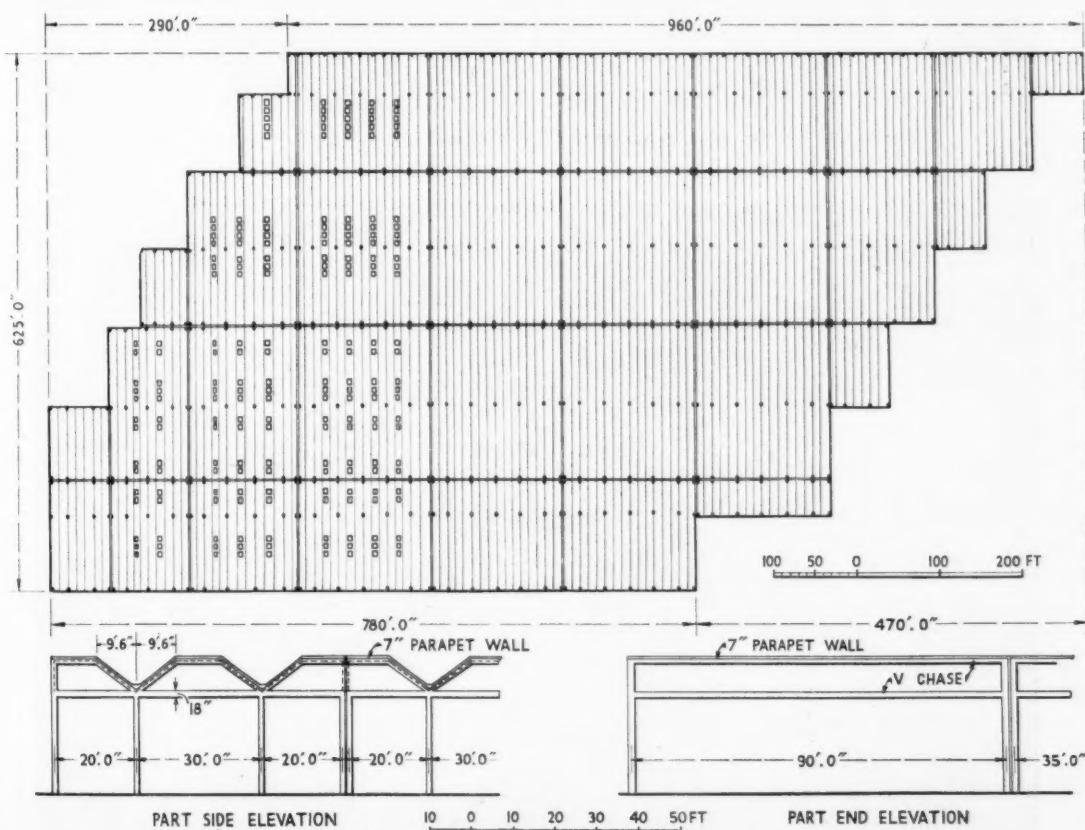 290'.0" 960'.0"
625'.0"
100 50 0 100 200 FT
780'.0" 470'.0"
9'.6" 9'.6" 7" PARAPET WALL
18"
20'.0" 30'.0" 20'.0" 20'.0" 30'.0"
7" PARAPET WALL
V CHASE
90'.0" 35'.0"
PART SIDE ELEVATION
10 0 10 20 30 40 50 FT
PART END ELEVATION